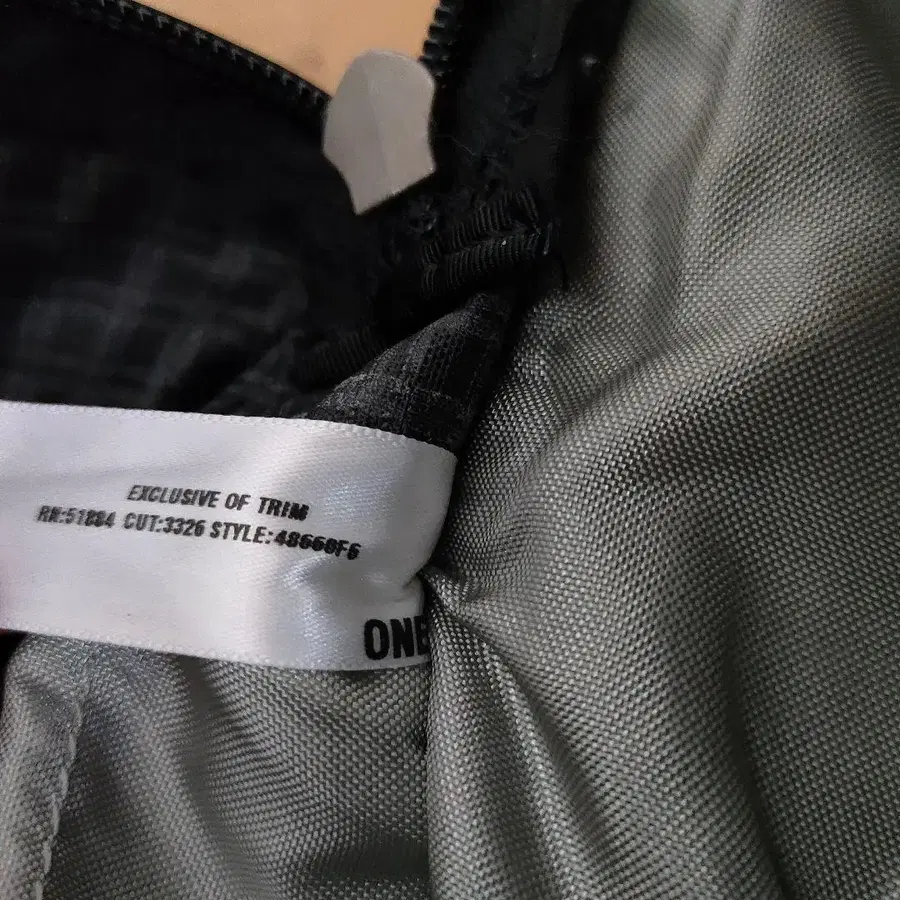 EXCLUSIVE OF TRIM
RN:51884 CUT:3326 STYLE:48660F6
ONE